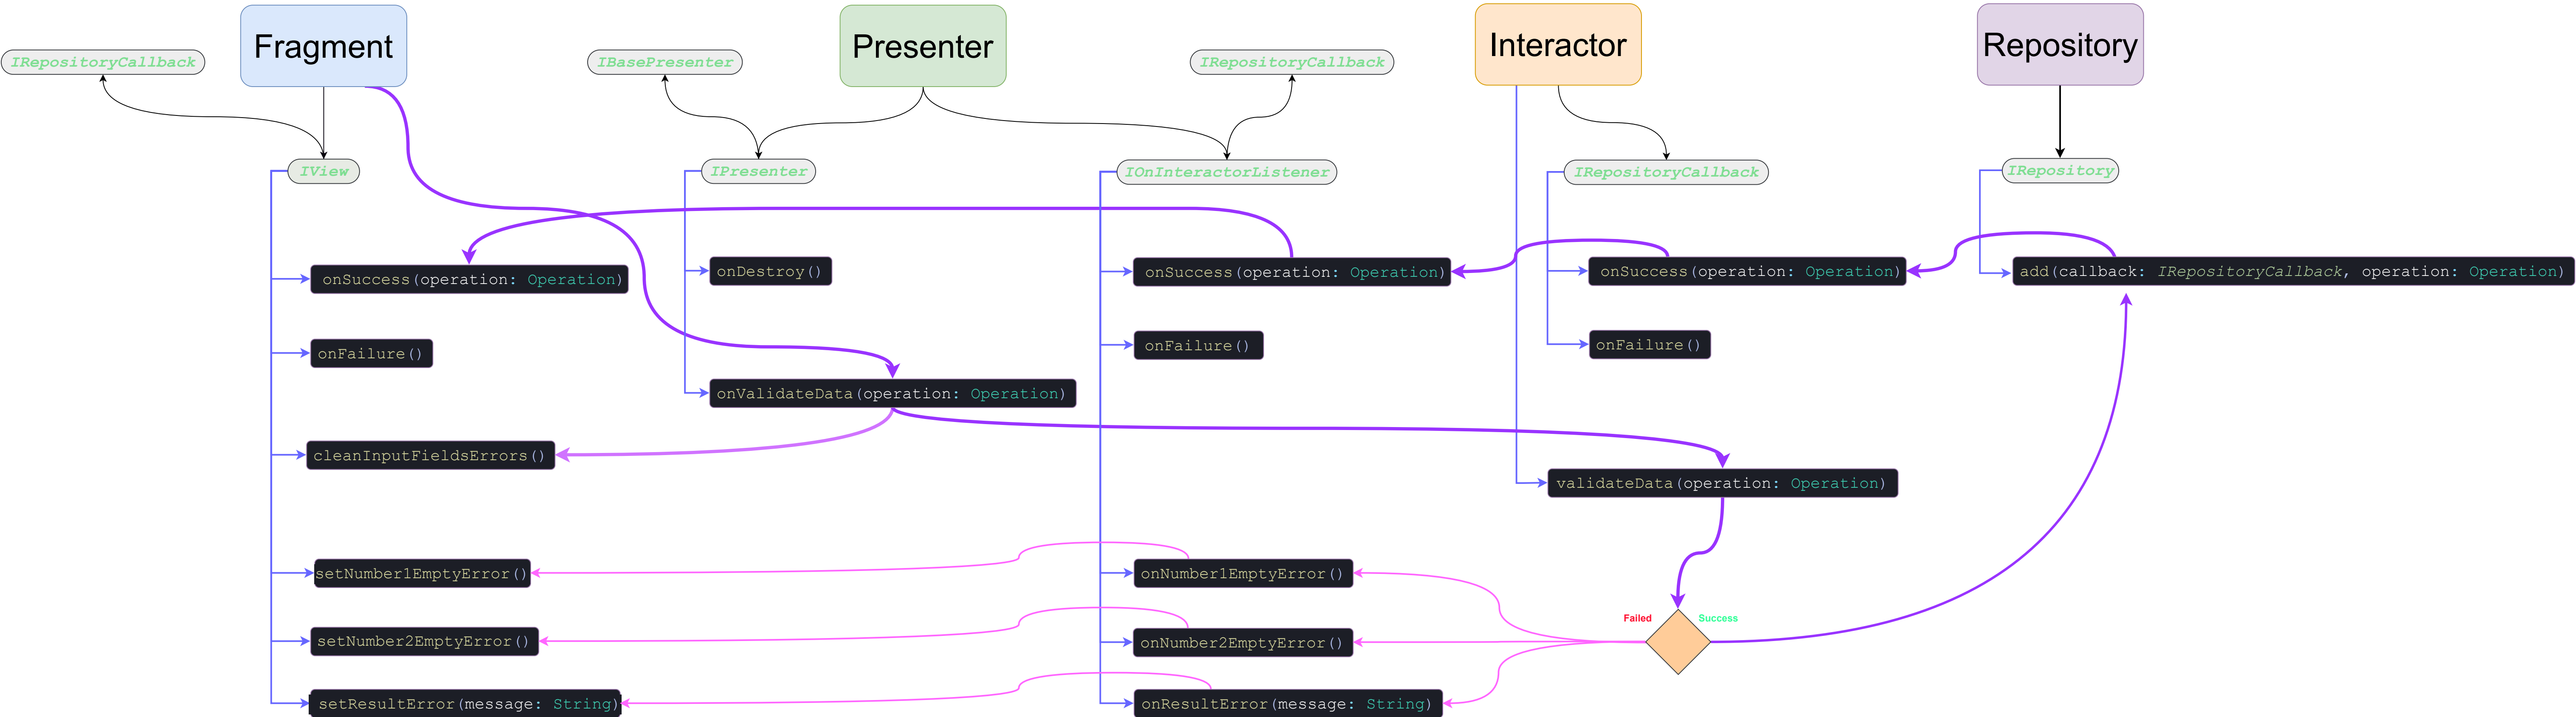 Fragment
Presenter
Interactor
Repository
IRepositoryCallback
IBasePresenter
IRepositoryCallback
IView
IPresenter
IOnInteractorListener
IRepositoryCallback
IRepository
onSuccess(operation: Operation)
onDestroy()
onSuccess(operation: Operation)
onSuccess(operation: Operation)
add(callback: IRepositoryCallback, operation: Operation)
onFailure()
onFailure()
onFailure()
onValidateData(operation: Operation)
cleanInputFieldsErrors()
validateData(operation: Operation)
setNumber1EmptyError()
onNumber1EmptyError()
Failed
Success
setNumber2EmptyError()
onNumber2EmptyError()
setResultError(message: String)
onResultError(message: String)